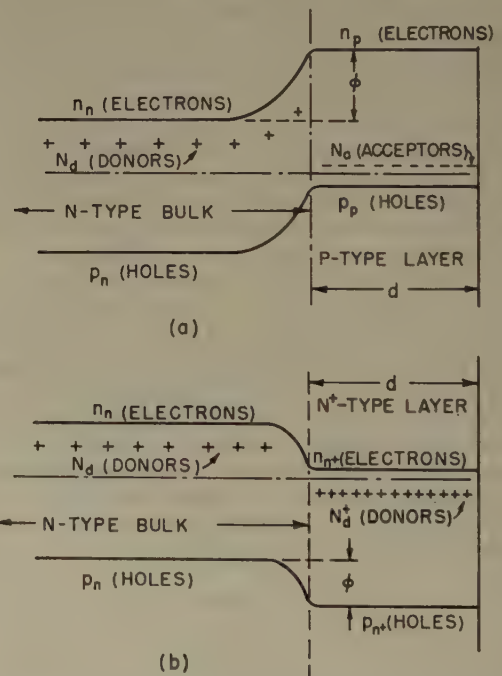 n_p (ELECTRONS)
n_n (ELECTRONS)
ϕ
+ + + + + + + +
N_d (DONORS)
N_a (ACCEPTORS)
N-TYPE BULK
p_p (HOLES)
p_n (HOLES)
P-TYPE LAYER
d
(a)
d
n_n (ELECTRONS)
N⁺-TYPE LAYER
+ + + + + + + + +
n_n+ (ELECTRONS)
N_d (DONORS)
+++++++++++++
N_d⁺ (DONORS)
N-TYPE BULK
p_n (HOLES)
ϕ
p_n+ (HOLES)
(b)